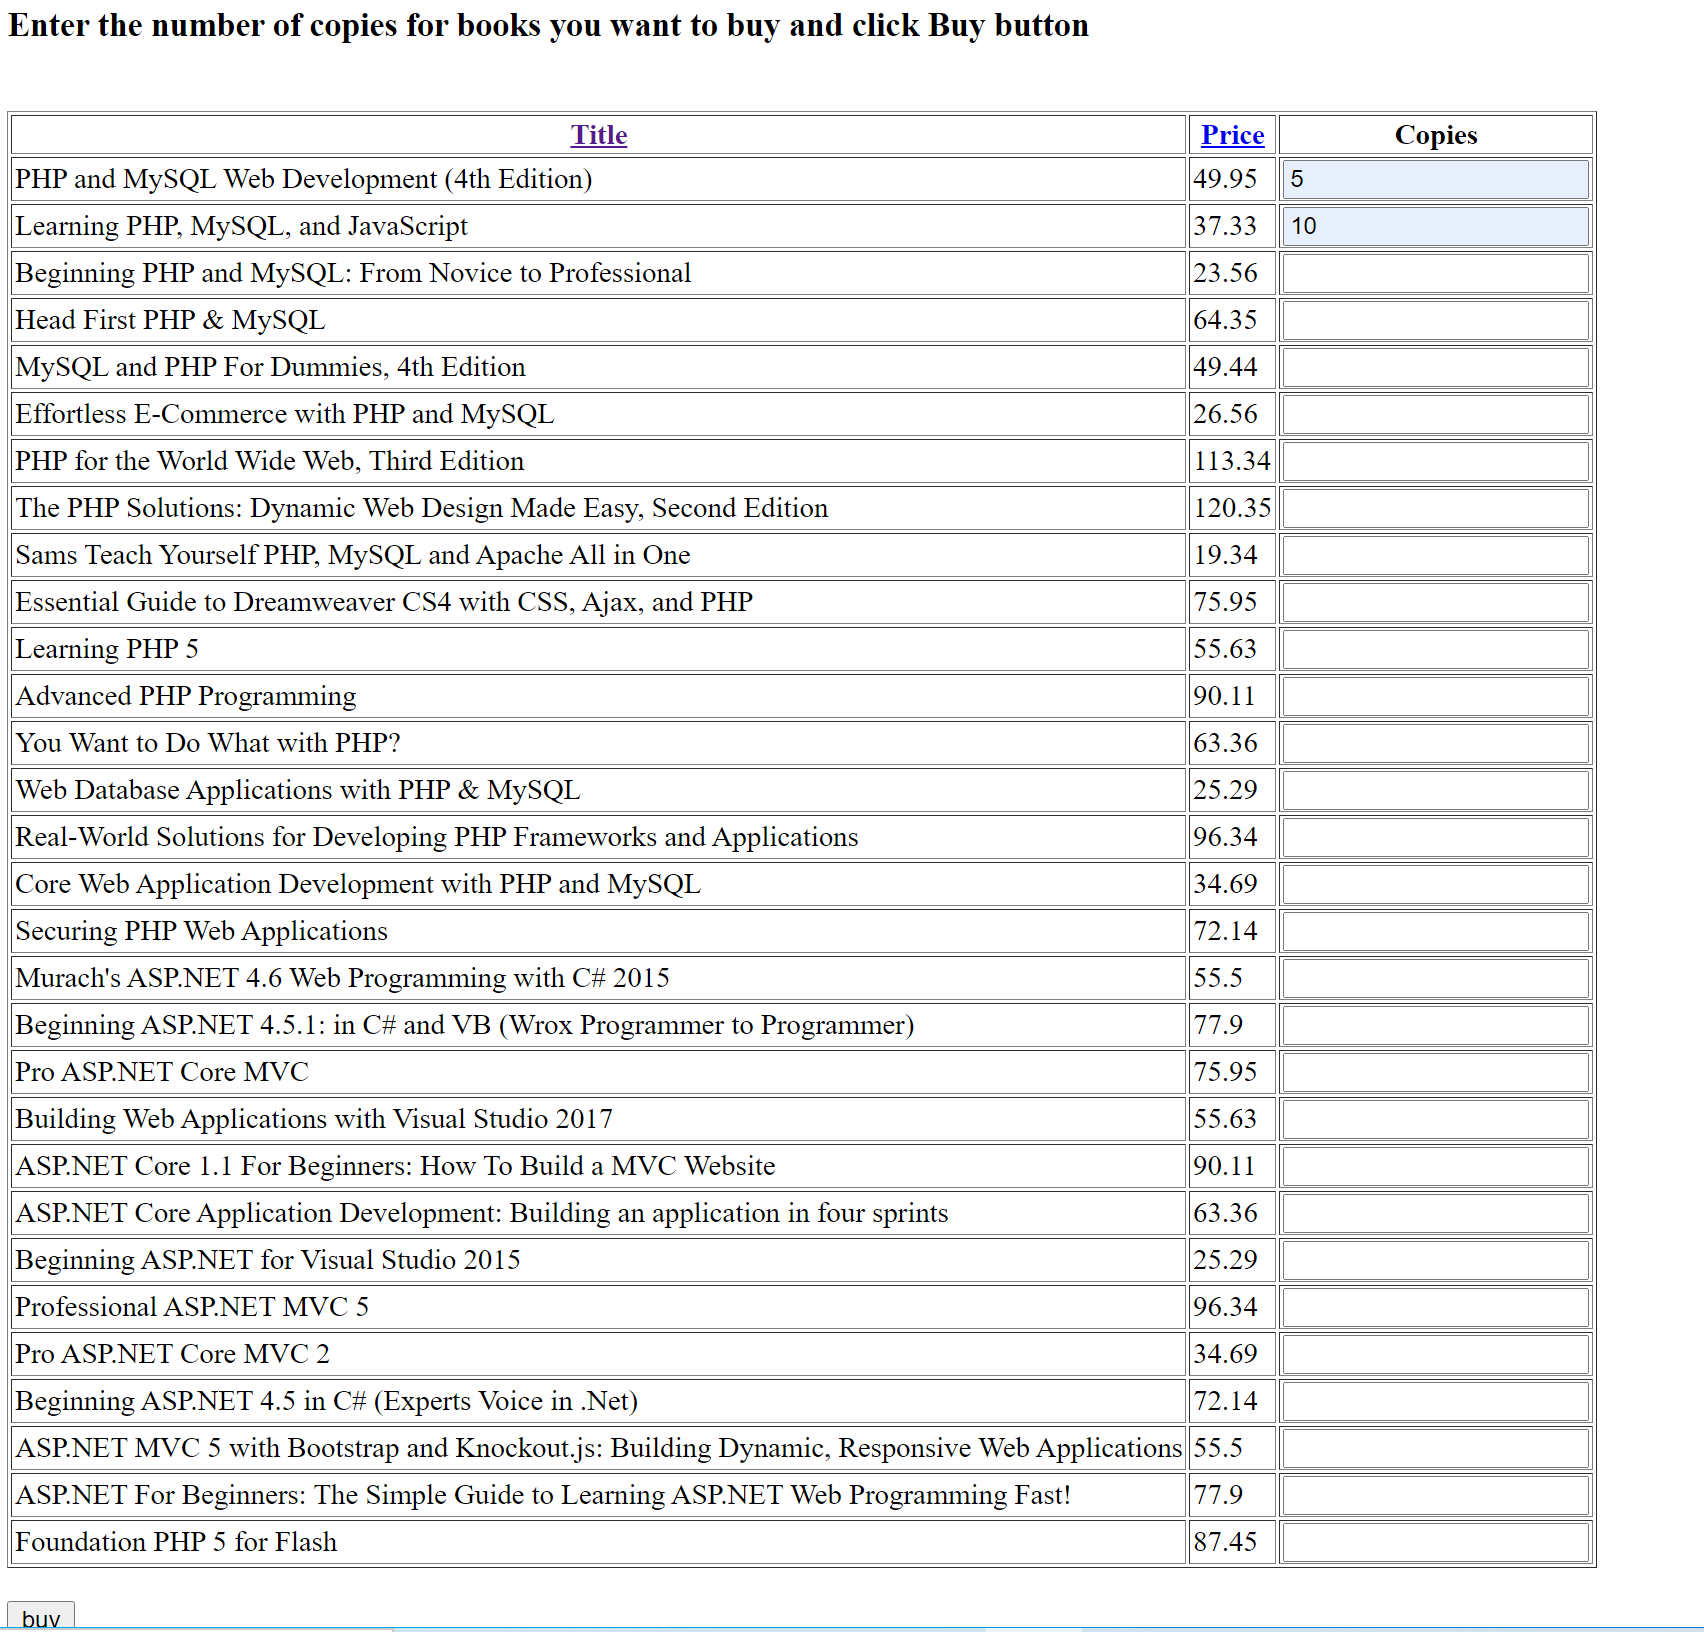 Enter the number of copies for books you want to buy and click Buy button
Title Price Copies
PHP and MySQL Web Development (4th Edition) 49.95 5
Learning PHP, MySQL, and JavaScript 37.33 10
Beginning PHP and MySQL: From Novice to Professional 23.56
Head First PHP & MySQL 64.35
MySQL and PHP For Dummies, 4th Edition 49.44
Effortless E-Commerce with PHP and MySQL 26.56
PHP for the World Wide Web, Third Edition 113.34
The PHP Solutions: Dynamic Web Design Made Easy, Second Edition 120.35
Sams Teach Yourself PHP, MySQL and Apache All in One 19.34
Essential Guide to Dreamweaver CS4 with CSS, Ajax, and PHP 75.95
Learning PHP 5 55.63
Advanced PHP Programming 90.11
You Want to Do What with PHP? 63.36
Web Database Applications with PHP & MySQL 25.29
Real-World Solutions for Developing PHP Frameworks and Applications 96.34
Core Web Application Development with PHP and MySQL 34.69
Securing PHP Web Applications 72.14
Murach's ASP.NET 4.6 Web Programming with C# 2015 55.5
Beginning ASP.NET 4.5.1: in C# and VB (Wrox Programmer to Programmer) 77.9
Pro ASP.NET Core MVC 75.95
Building Web Applications with Visual Studio 2017 55.63
ASP.NET Core 1.1 For Beginners: How To Build a MVC Website 90.11
ASP.NET Core Application Development: Building an application in four sprints 63.36
Beginning ASP.NET for Visual Studio 2015 25.29
Professional ASP.NET MVC 5 96.34
Pro ASP.NET Core MVC 2 34.69
Beginning ASP.NET 4.5 in C# (Experts Voice in .Net) 72.14
ASP.NET MVC 5 with Bootstrap and Knockout.js: Building Dynamic, Responsive Web Applications 55.5
ASP.NET For Beginners: The Simple Guide to Learning ASP.NET Web Programming Fast! 77.9
Foundation PHP 5 for Flash 87.45
buy